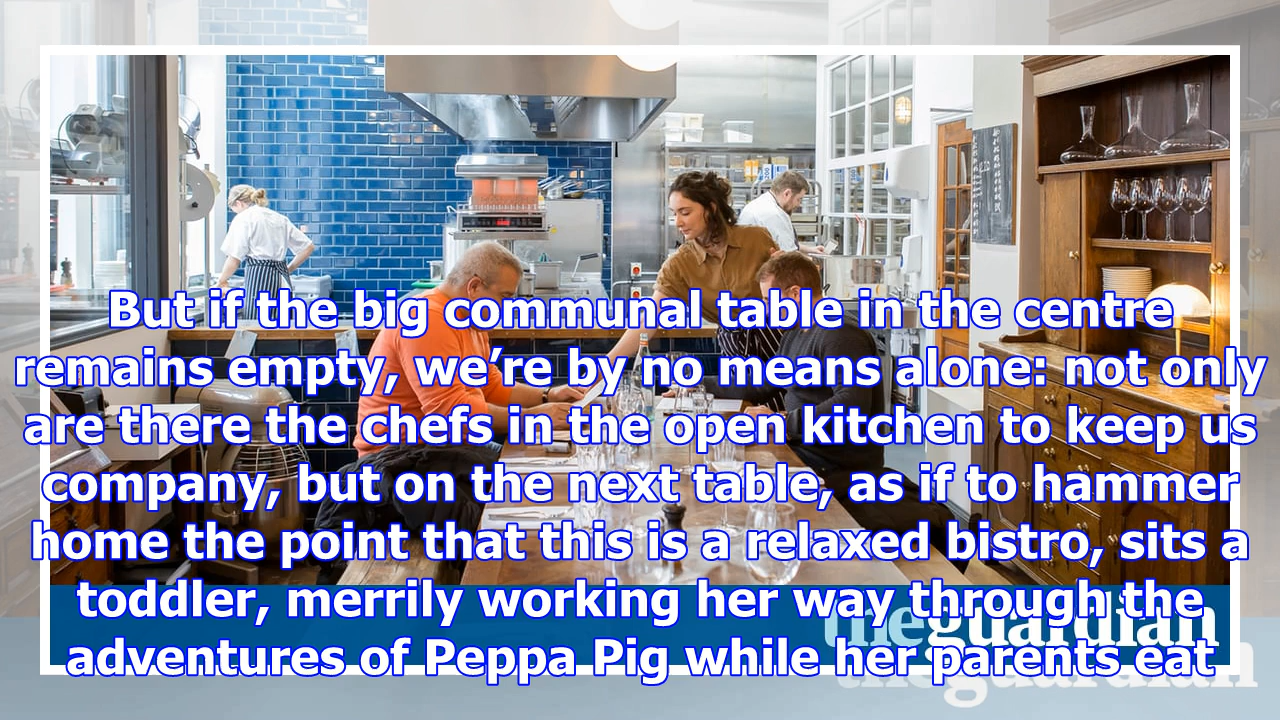 But if the big communal table in the centre
remains empty, we’re by no means alone: not only
are there the chefs in the open kitchen to keep us
company, but on the next table, as if to hammer
home the point that this is a relaxed bistro, sits a
toddler, merrily working her way through the
adventures of Peppa Pig while her parents eat
theguardian
theguardian